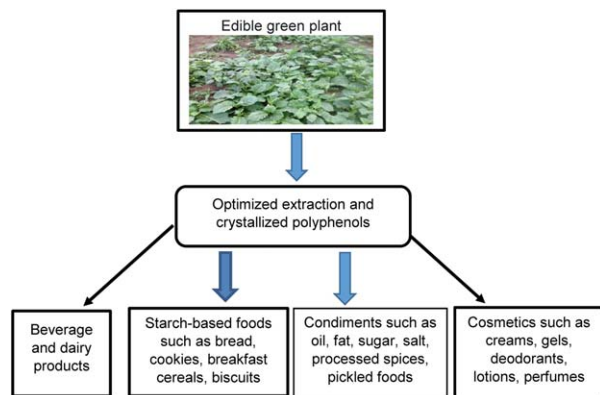 Edible green plant
Optimized extraction and
crystallized polyphenols
Beverage
and dairy
products
Starch-based foods
such as bread,
cookies, breakfast
cereals, biscuits
Condiments such as
oil, fat, sugar, salt,
processed spices,
pickled foods
Cosmetics such as
creams, gels,
deodorants,
lotions, perfumes